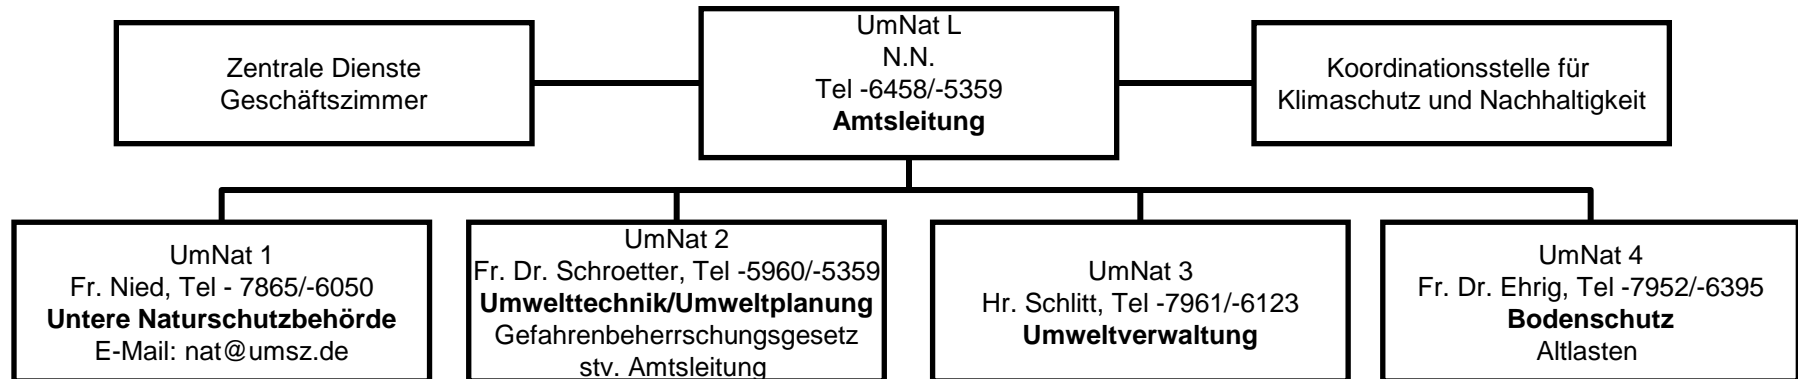 Zentrale Dienste
Geschäftszimmer
UmNat L
N.N.
Tel -6458/-5359
Amtsleitung
Koordinationsstelle für
Klimaschutz und Nachhaltigkeit
UmNat 1
Fr. Nied, Tel - 7865/-6050
Untere Naturschutzbehörde
E-Mail: nat@umsz.de
UmNat 2
Fr. Dr. Schroetter, Tel -5960/-5359
Umwelttechnik/Umweltplanung
Gefahrenbeherrschungsgesetz
stv. Amtsleitung
UmNat 3
Hr. Schlitt, Tel -7961/-6123
Umweltverwaltung
UmNat 4
Fr. Dr. Ehrig, Tel -7952/-6395
Bodenschutz
Altlasten